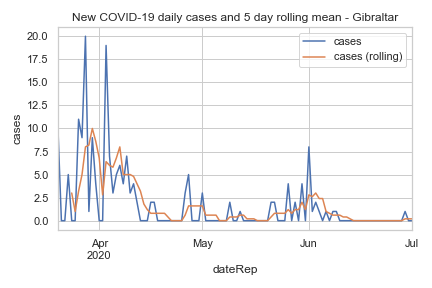 New COVID-19 daily cases and 5 day rolling mean - Gibraltar
cases
cases (rolling)
20.0
17.5
15.0
12.5
10.0
7.5
5.0
2.5
0.0
cases
Apr
2020
May
Jun
Jul
dateRep